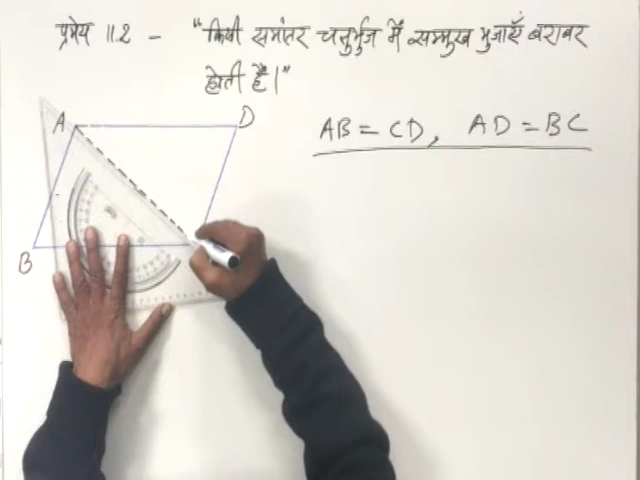 प्रमेय 11.2 - "किसी समांतर चतुर्भुज में सम्मुख भुजाएँ बराबर
होती हैं।"
AB = CD, AD = BC
A
D
B